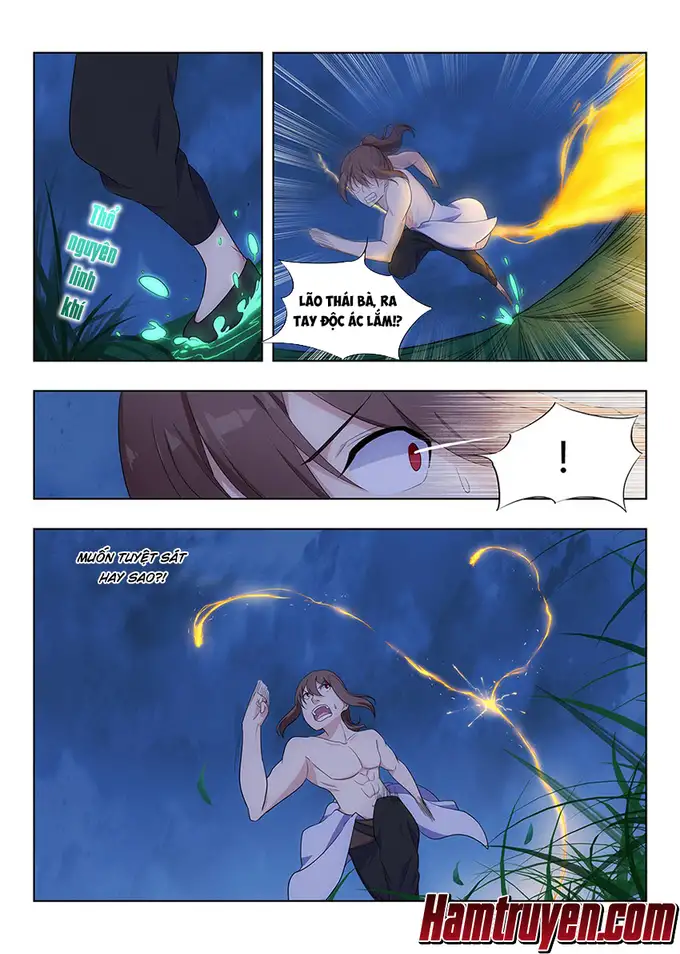 Thổ
nguyên
linh
khí
LÃO THÁI BÀ, RA
TAY ĐỘC ÁC LẮM!?
!
MUỐN TUYỆT SÁT
HAY SAO?!
Hamtruyen.com